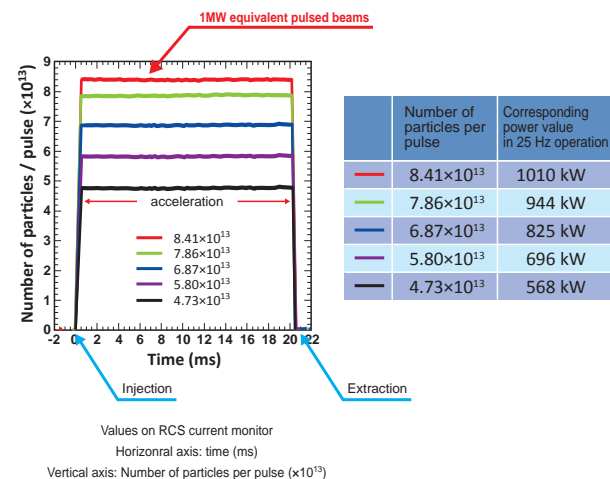 1MW equivalent pulsed beams
Number of particles / pulse (×10¹³)
9
8
7
6
5
4
3
2
1
0
acceleration
8.41×10¹³
7.86×10¹³
6.87×10¹³
5.80×10¹³
4.73×10¹³
-2 0 2 4 6 8 10 12 14 16 18 20 22
Time (ms)
Injection
Extraction
Number of particles per pulse
Corresponding power value in 25 Hz operation
8.41×10¹³ 1010 kW
7.86×10¹³ 944 kW
6.87×10¹³ 825 kW
5.80×10¹³ 696 kW
4.73×10¹³ 568 kW
Values on RCS current monitor
Horizonral axis: time (ms)
Vertical axis: Number of particles per pulse (×10¹³)